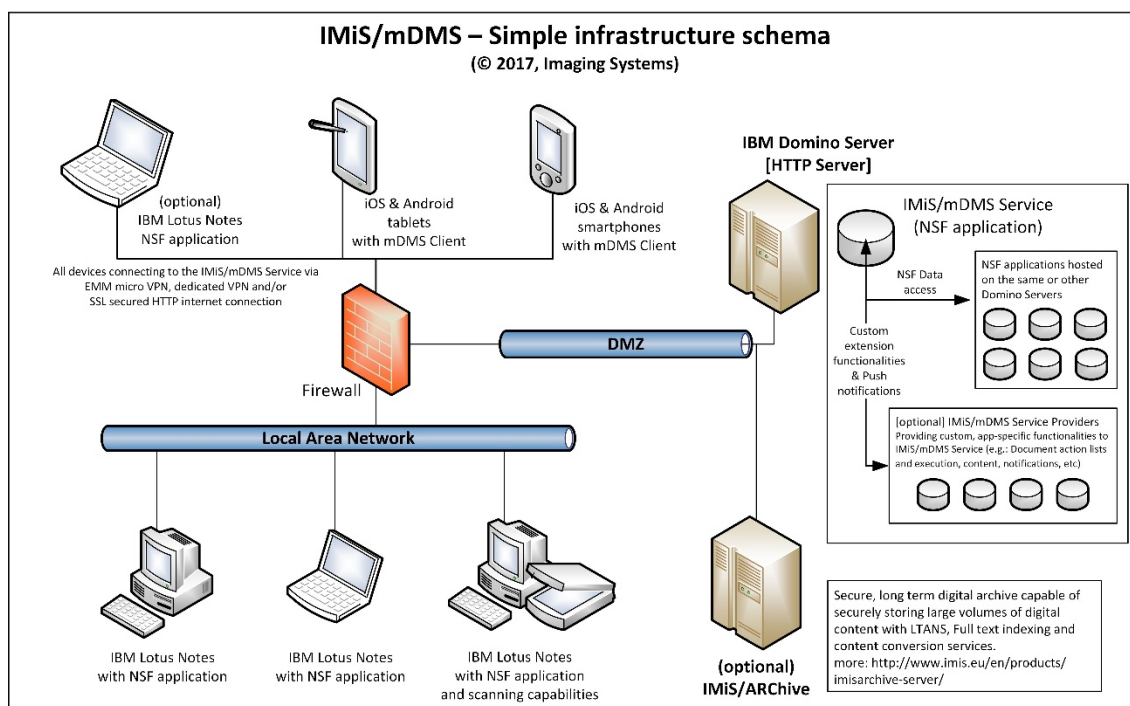 IMiS/mDMS – Simple infrastructure schema
(© 2017, Imaging Systems)
(optional)
IBM Lotus Notes
NSF application
iOS & Android
tablets
with mDMS Client
iOS & Android
smartphones
with mDMS Client
All devices connecting to the IMiS/mDMS Service via
EMM micro VPN, dedicated VPN and/or
SSL secured HTTP internet connection
IBM Domino Server
[HTTP Server]
IMiS/mDMS Service
(NSF application)
NSF Data
access
NSF applications hosted
on the same or other
Domino Servers
Custom
extension
functionalities
& Push
notifications
[optional] IMiS/mDMS Service Providers
Providing custom, app-specific functionalities to
IMiS/mDMS Service (e.g.: Document action lists
and execution, content, notifications, etc)
Firewall
DMZ
Local Area Network
IBM Lotus Notes
with NSF application
IBM Lotus Notes
with NSF application
IBM Lotus Notes
with NSF application
and scanning capabilities
(optional)
IMiS/ARChive
Secure, long term digital archive capable of
securely storing large volumes of digital
content with LTANS, Full text indexing and
content conversion services.
more: http://www.imis.eu/en/products/
imisarchive-server/